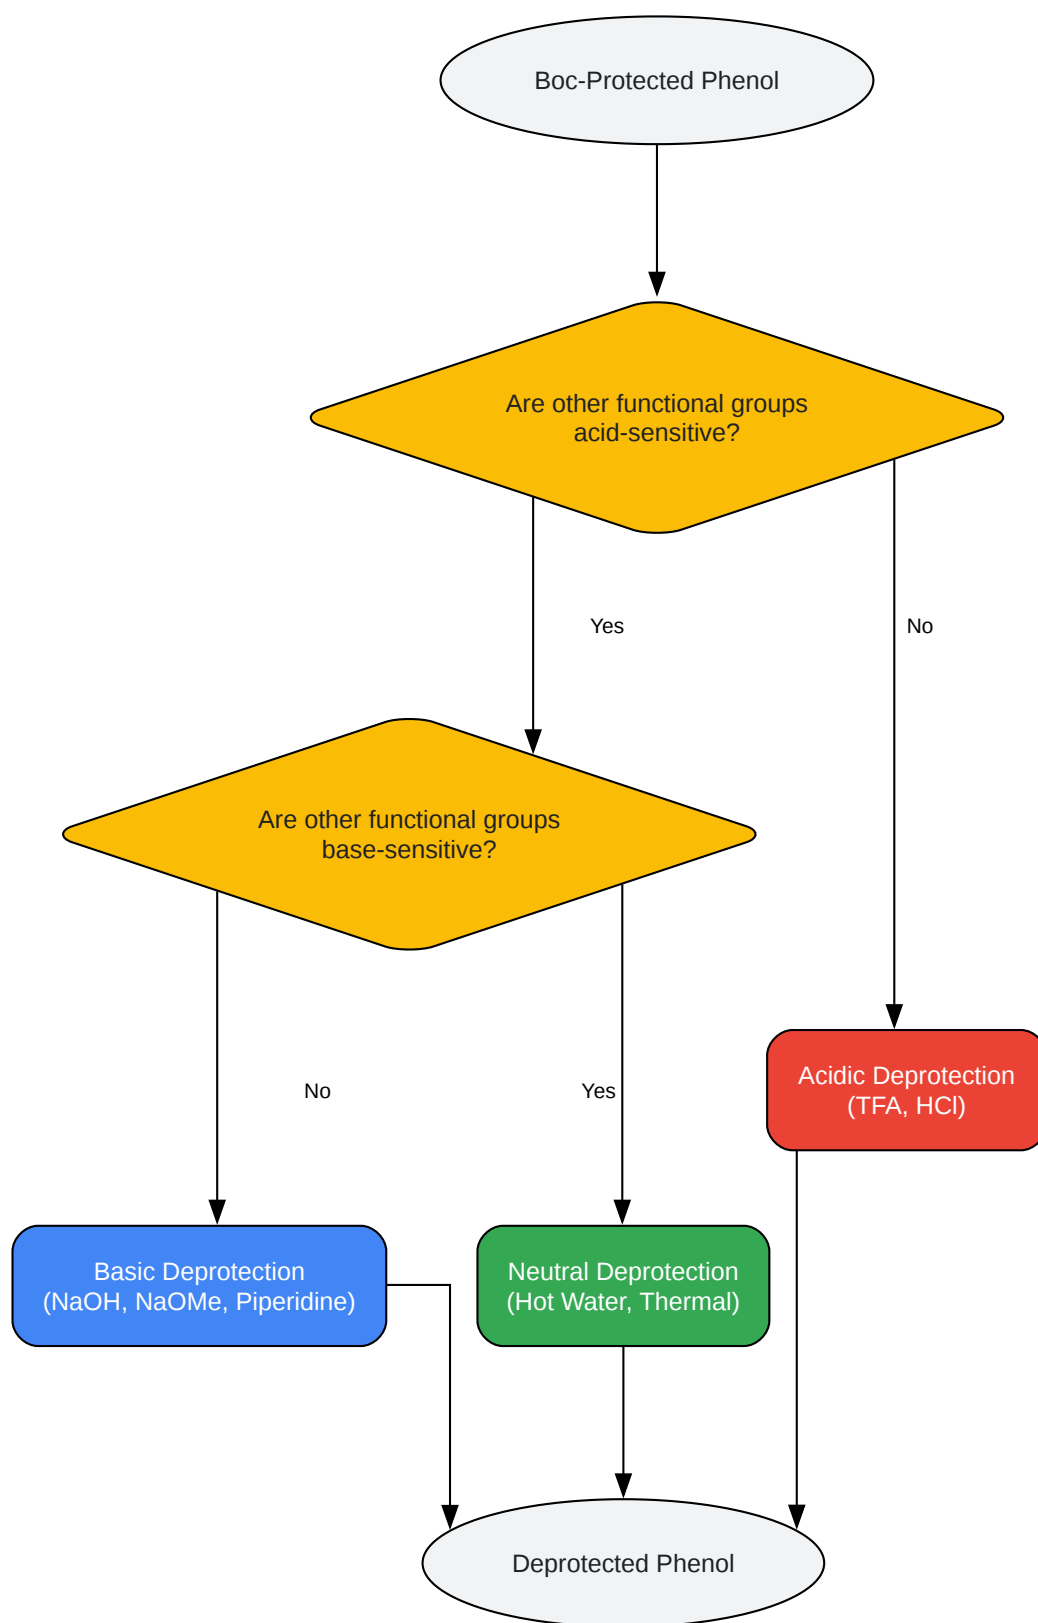 Boc-Protected Phenol
Are other functional groups
acid-sensitive?
Yes
No
Are other functional groups
base-sensitive?
No
Yes
Acidic Deprotection
(TFA, HCl)
Basic Deprotection
(NaOH, NaOMe, Piperidine)
Neutral Deprotection
(Hot Water, Thermal)
Deprotected Phenol